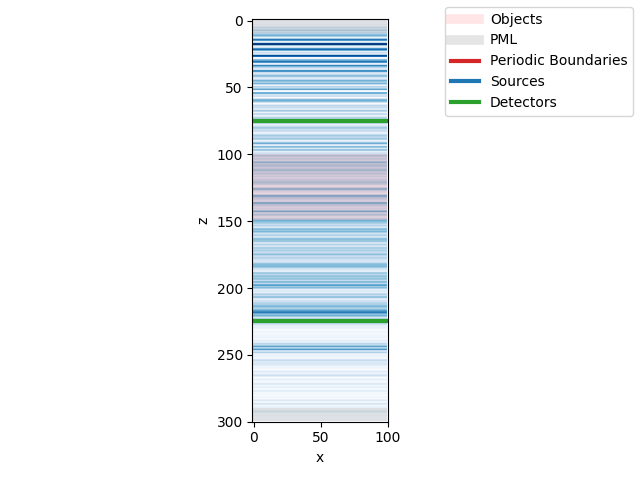 Objects
PML
Periodic Boundaries
Sources
Detectors
0
50
100
150
200
250
300
z
0 50 100
x